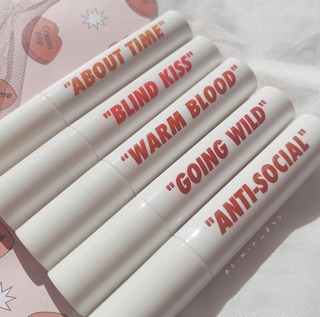 "ABOUT TIME"
"BLIND KISS"
"WARM BLOOD"
"GOING WILD"
"ANTI-SOCIAL"